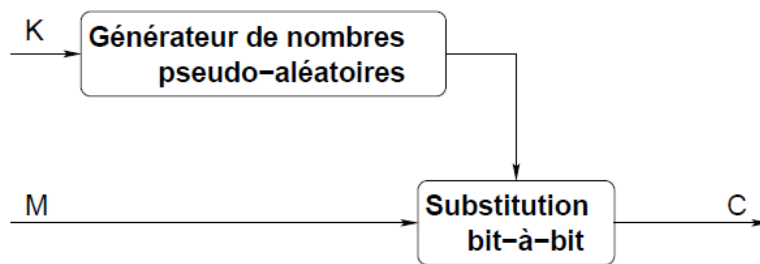 K
Générateur de nombres
pseudo-aléatoires
M
Substitution
bit-à-bit
C